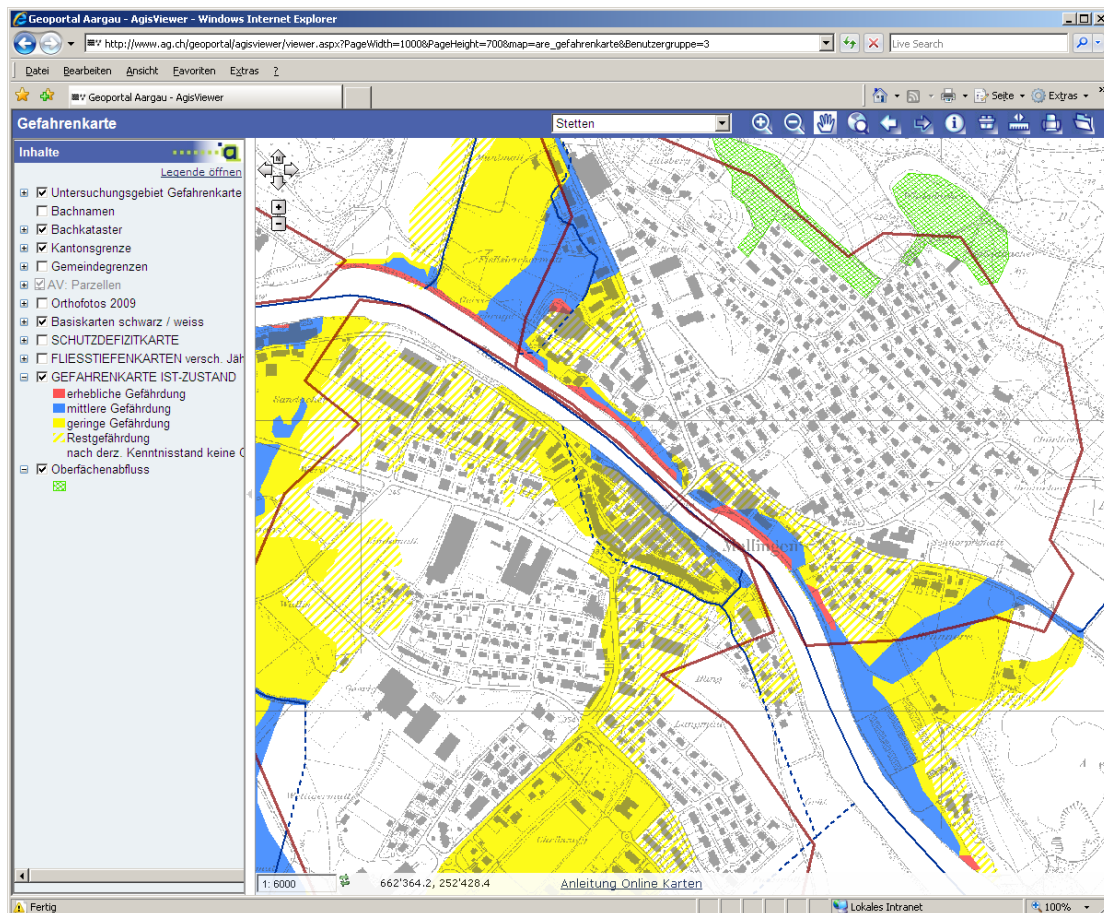 Geoportal Aargau - AgisViewer - Windows Internet Explorer
http://www.ag.ch/geoportal/agisviewer/viewer.aspx?PageWidth=1000&PageHeight=700&map=are_gefahrenkarte&Benutzergruppe=3
Live Search
Datei Bearbeiten Ansicht Favoriten Extras ?
Geoportal Aargau - AgisViewer
Seite Extras »
Gefahrenkarte
Stetten
Inhalte
Legende öffnen
Untersuchungsgebiet Gefahrenkarte
Bachnamen
Bachkataster
Kantonsgrenze
Gemeindegrenzen
AV: Parzellen
Orthofotos 2009
Basiskarten schwarz / weiss
SCHUTZDEFIZITKARTE
FLIESSTIEFENKARTEN versch. Jäh
GEFAHRENKARTE IST-ZUSTAND
erhebliche Gefährdung
mittlere Gefährdung
geringe Gefährdung
Restgefährdung
nach derz. Kenntnisstand keine G
Oberfächenabfluss
N
Mellingen
1: 6000
662'364.2, 252'428.4
Anleitung Online Karten
Fertig
Lokales Intranet
100%